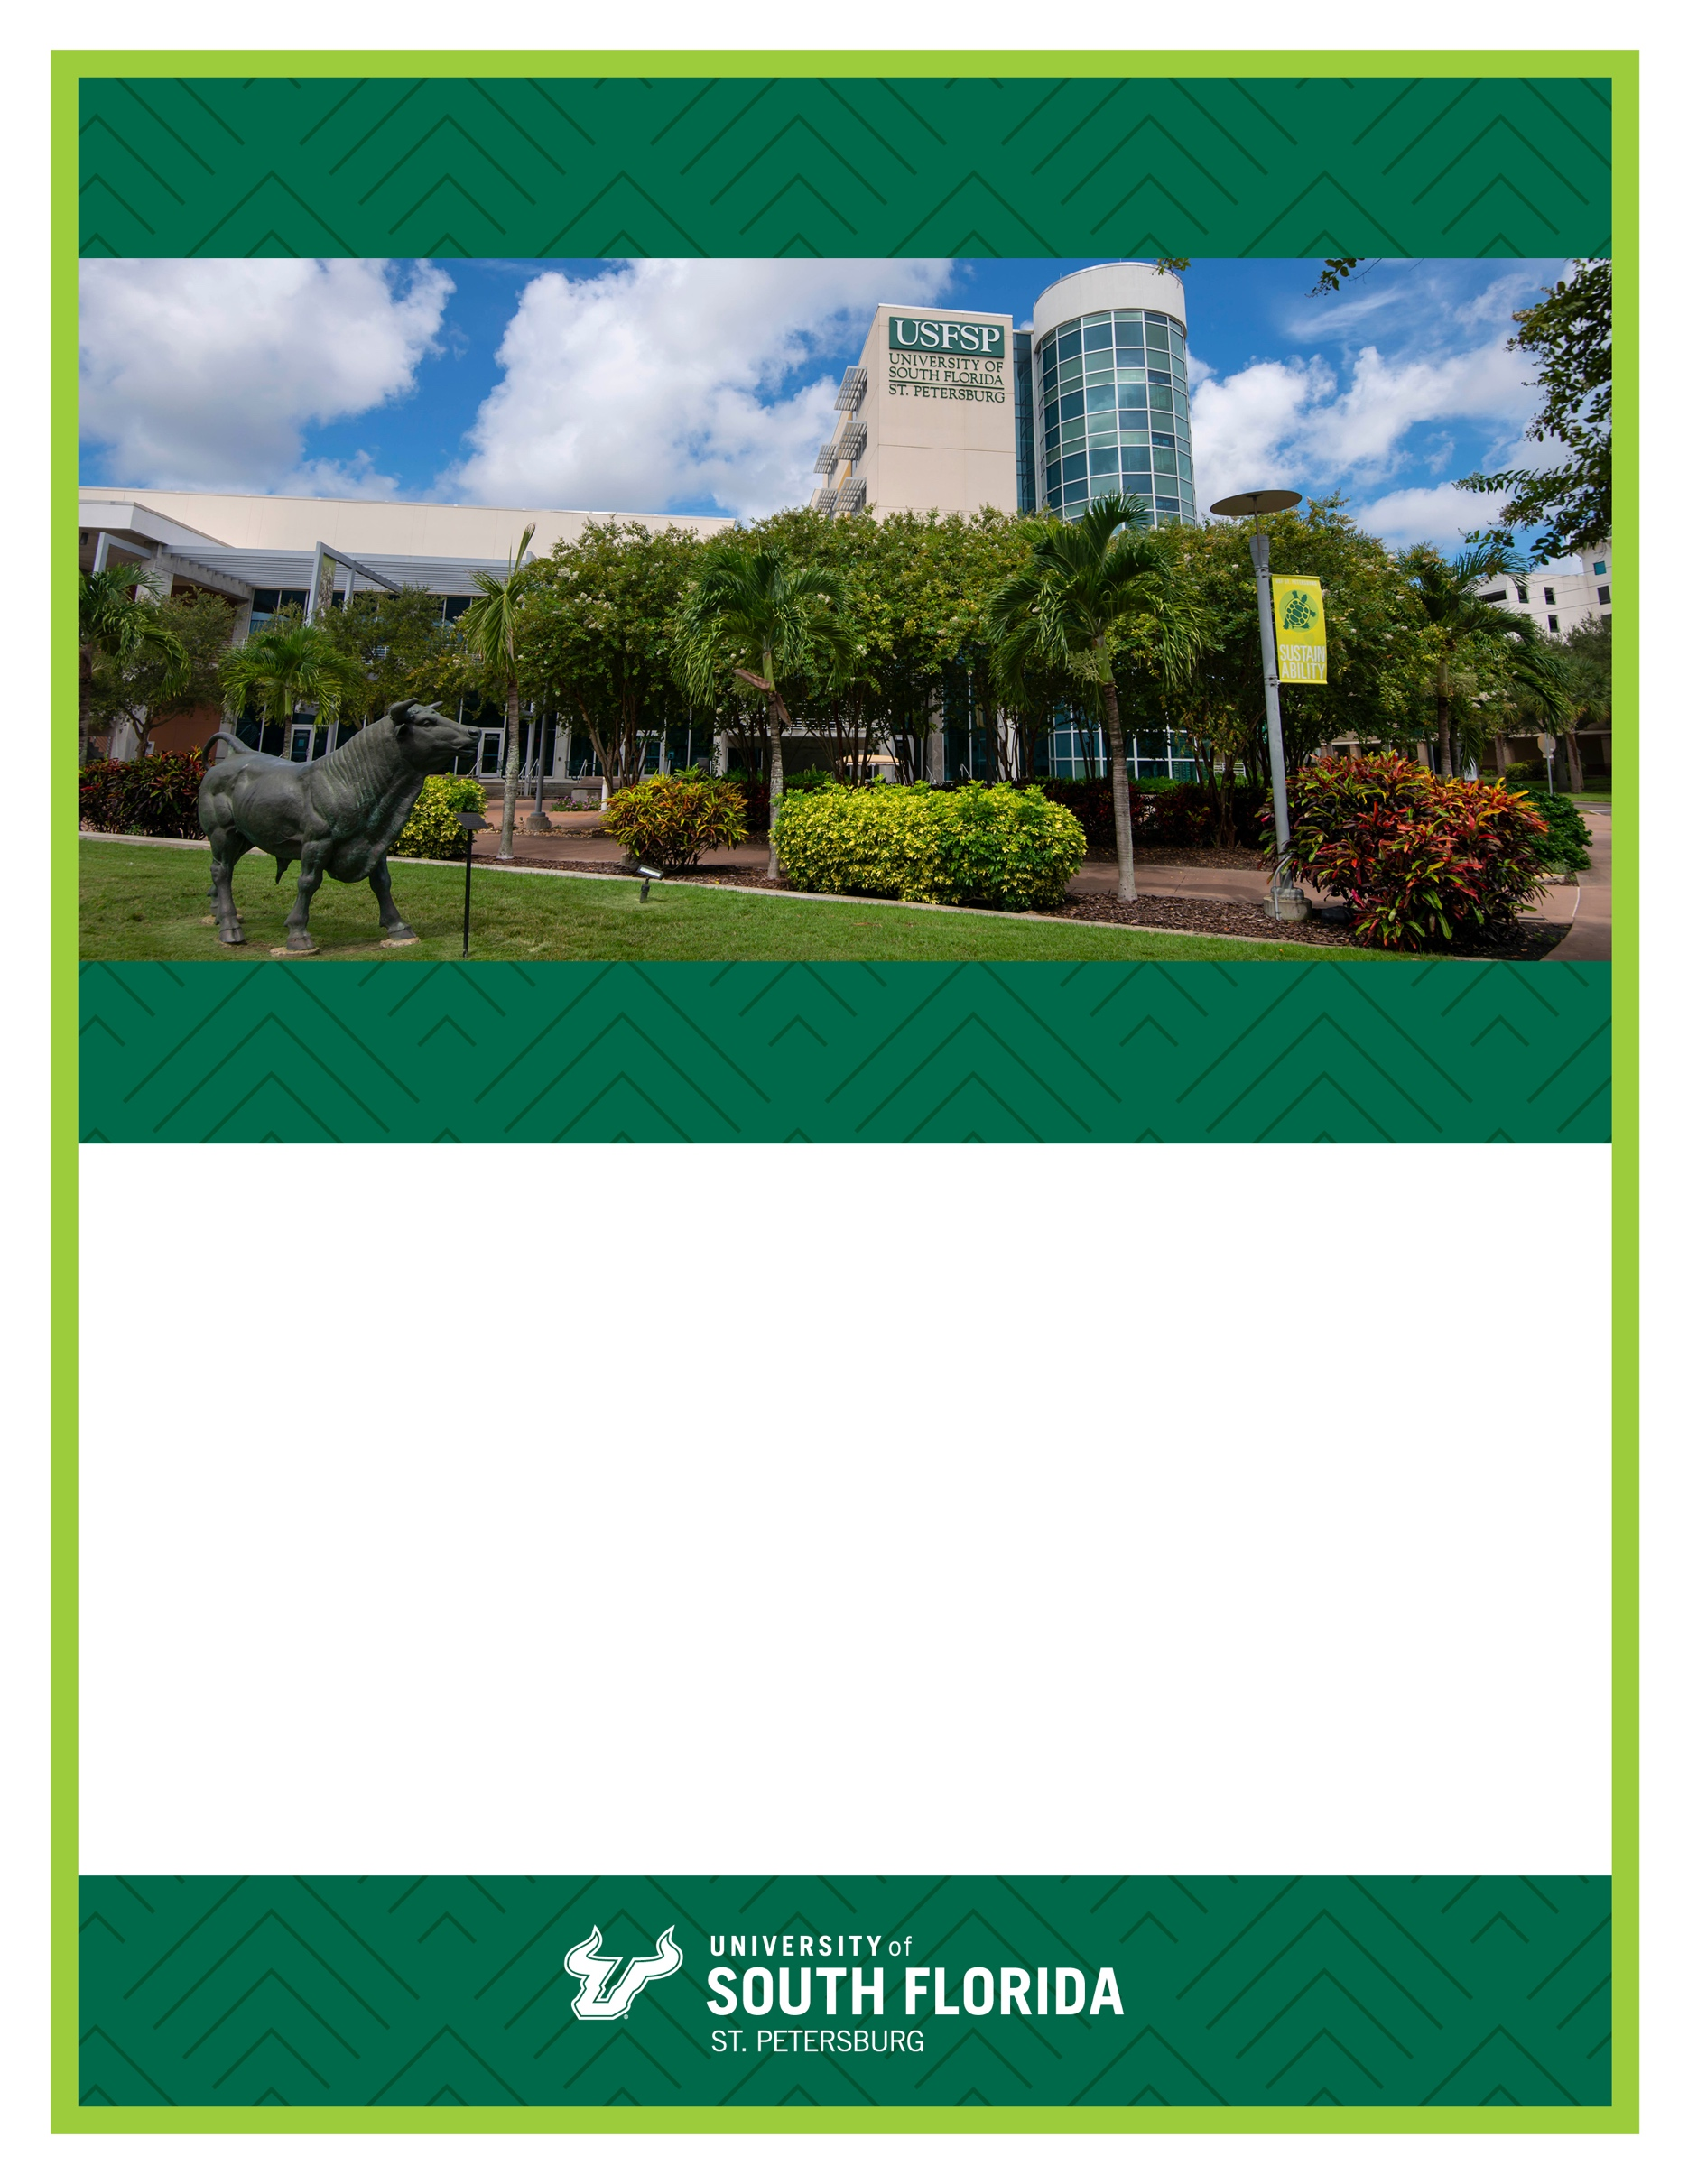 USFSP
UNIVERSITY OF
SOUTH FLORIDA
ST. PETERSBURG
SUSTAIN
ABILITY
UNIVERSITY of
SOUTH FLORIDA
ST. PETERSBURG